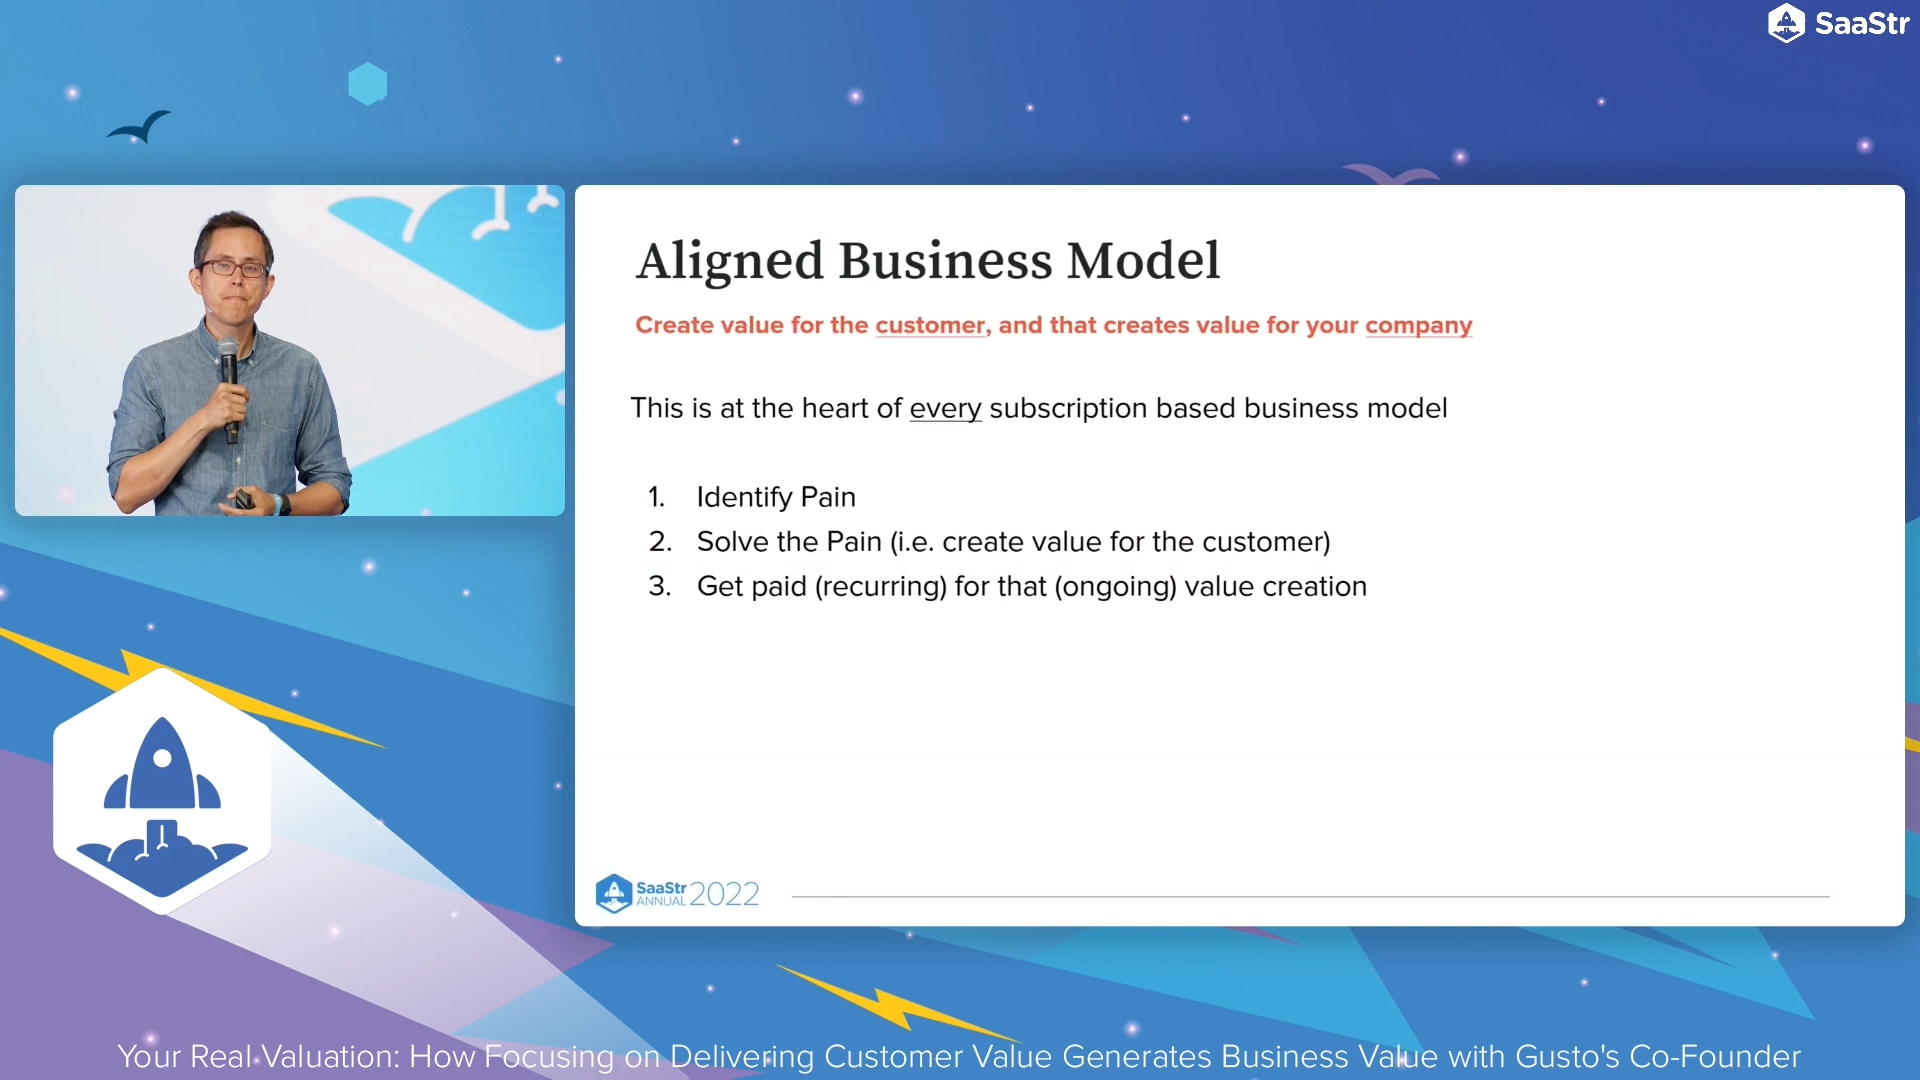 SaaStr
Aligned Business Model
Create value for the customer, and that creates value for your company
This is at the heart of every subscription based business model
1. Identify Pain
2. Solve the Pain (i.e. create value for the customer)
3. Get paid (recurring) for that (ongoing) value creation
SaaStr
ANNUAL 2022
Your Real Valuation: How Focusing on Delivering Customer Value Generates Business Value with Gusto's Co-Founder